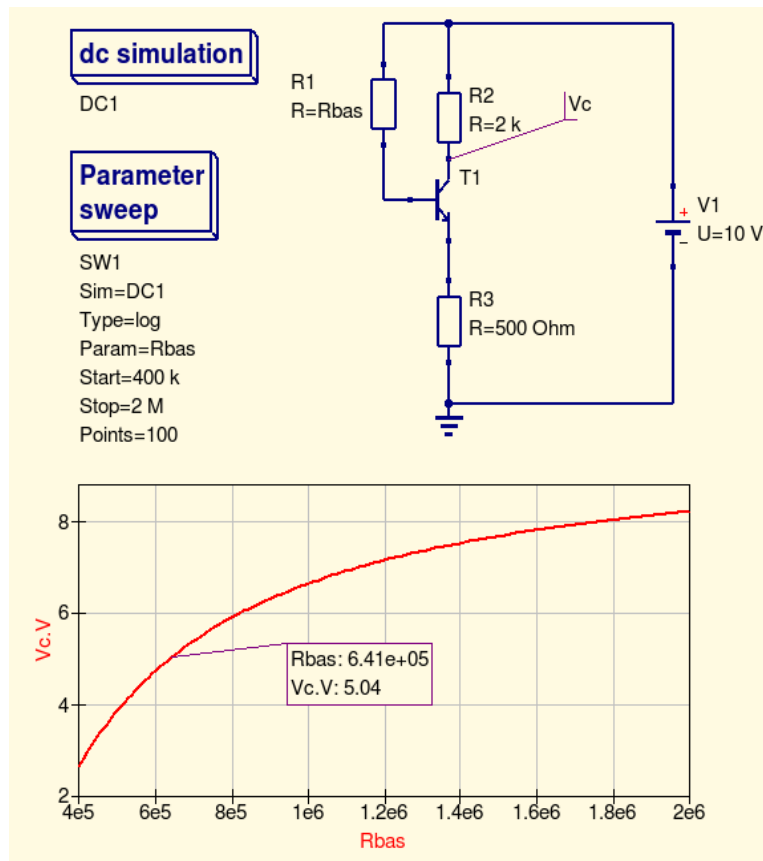 dc simulation
DC1
Parameter
sweep
SW1
Sim=DC1
Type=log
Param=Rbas
Start=400 k
Stop=2 M
Points=100
R1
R=Rbas
R2
R=2 k
Vc
T1
R3
R=500 Ohm
+
V1
U=10 V
−
8
6
4
2
Vc.V
Rbas: 6.41e+05
Vc.V: 5.04
4e5 6e5 8e5 1e6 1.2e6 1.4e6 1.6e6 1.8e6 2e6
Rbas